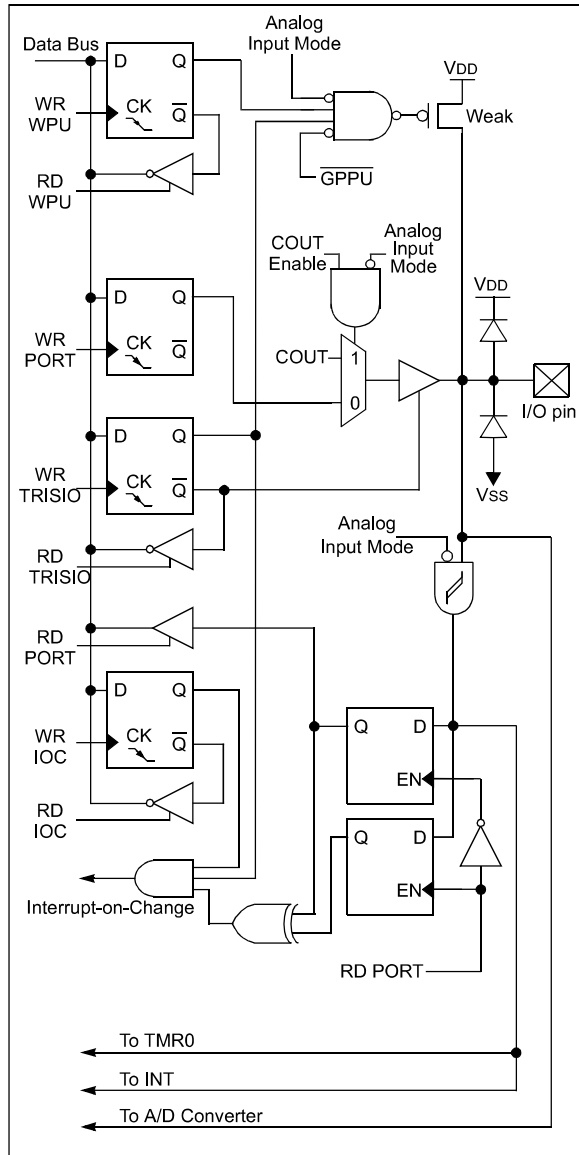 Analog
Input Mode
Data Bus
D Q
VDD
WR
WPU
CK
Q
Weak
RD
WPU
GPPU
COUT
Enable
Analog
Input
Mode
D Q
VDD
WR
PORT
CK
Q
COUT
1
0
I/O pin
D Q
WR
TRISIO
CK
Q
VSS
Analog
Input Mode
RD
TRISIO
RD
PORT
D Q
Q D
WR
IOC
CK
Q
EN
RD
IOC
Q D
EN
Interrupt-on-Change
RD PORT
To TMR0
To INT
To A/D Converter